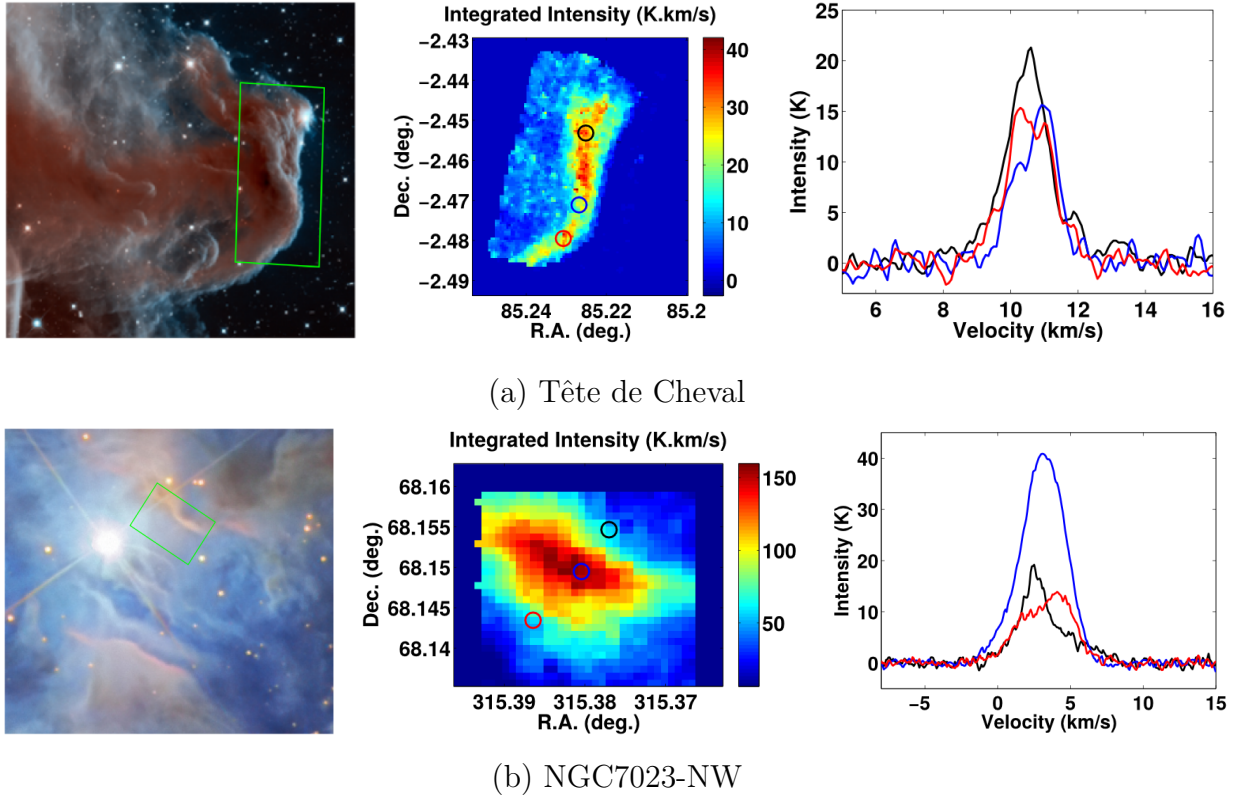 Integrated Intensity (K.km/s)
−2.43
−2.44
−2.45
−2.46
−2.47
−2.48
−2.49
Dec. (deg.)
85.24 85.22 85.2
R.A. (deg.)
40
30
20
10
0
25
20
15
10
5
0
Intensity (K)
6 8 10 12 14 16
Velocity (km/s)
(a) Tête de Cheval
Integrated Intensity (K.km/s)
68.16
68.155
68.15
68.145
68.14
Dec. (deg.)
315.39 315.38 315.37
R.A. (deg.)
150
100
50
40
30
20
10
0
Intensity (K)
−5 0 5 10 15
Velocity (km/s)
(b) NGC7023-NW